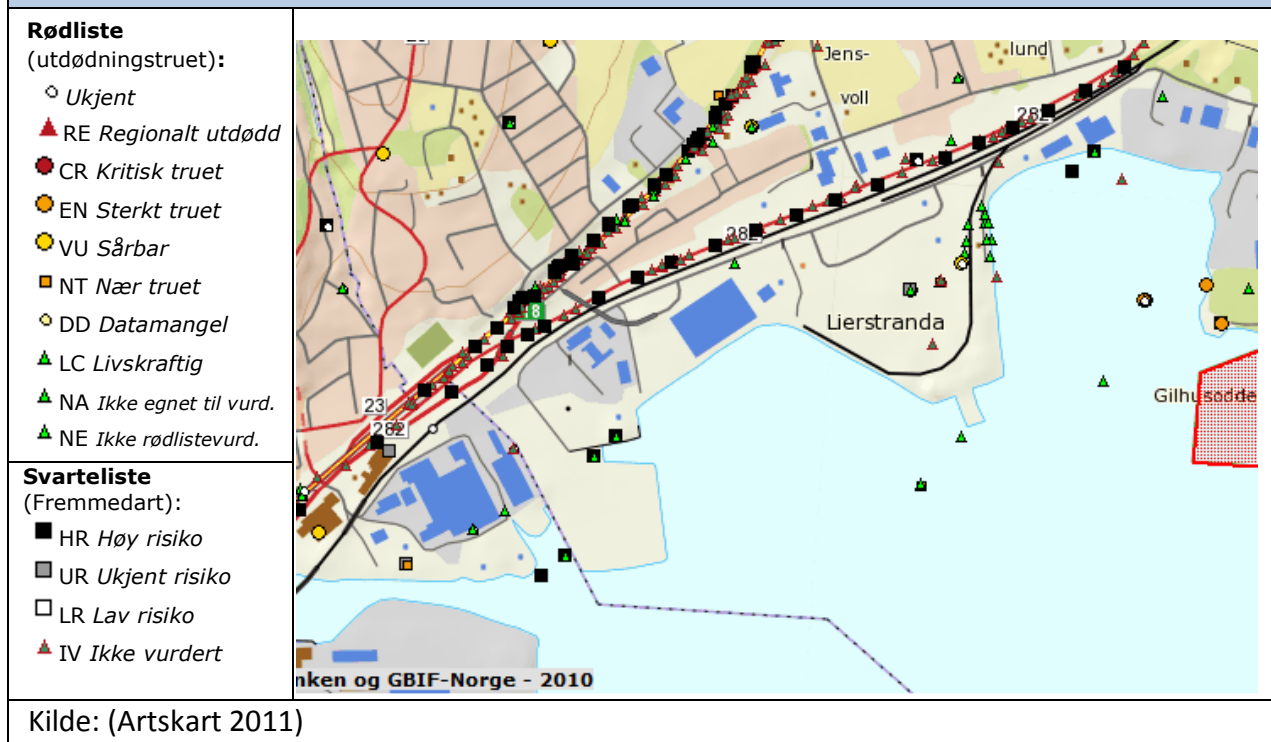 Rødliste
(utdødningstruet):
Ukjent
RE Regionalt utdødd
CR Kritisk truet
EN Sterkt truet
VU Sårbar
NT Nær truet
DD Datamangel
LC Livskraftig
NA Ikke egnet til vurd.
NE Ikke rødlistevurd.
Svarteliste
(Fremmedart):
HR Høy risiko
UR Ukjent risiko
LR Lav risiko
IV Ikke vurdert
Jens-
voll
lund
282
282
Lierstranda
Gilhusodde
23
282
nken og GBIF-Norge - 2010
Kilde: (Artskart 2011)